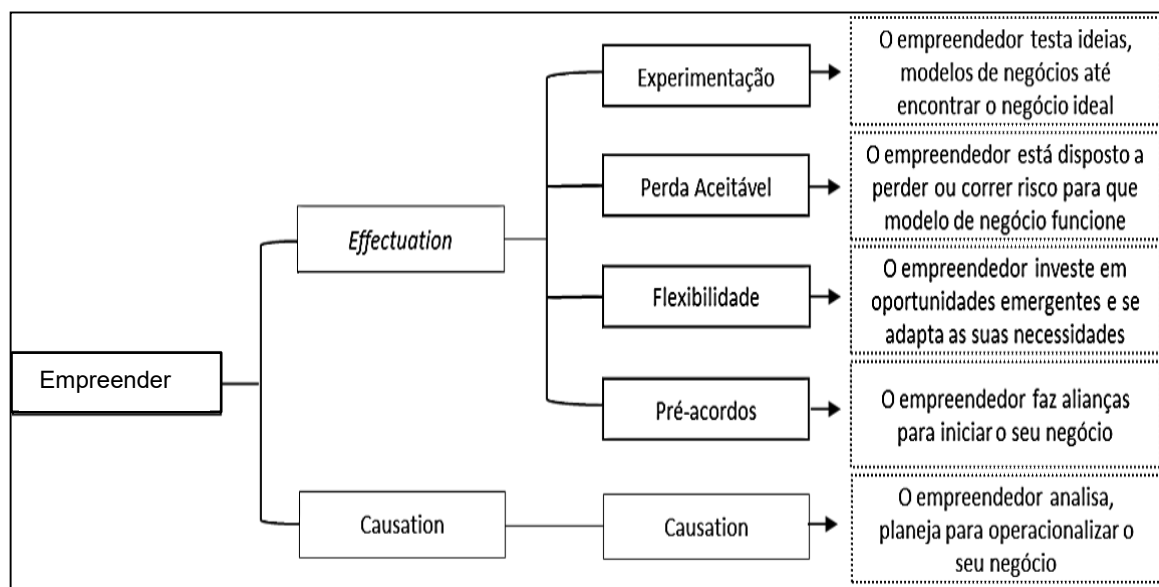 Empreender
Effectuation
Causation
Experimentação
O empreendedor testa ideias,
modelos de negócios até
encontrar o negócio ideal
Perda Aceitável
O empreendedor está disposto a
perder ou correr risco para que
modelo de negócio funcione
Flexibilidade
O empreendedor investe em
oportunidades emergentes e se
adapta as suas necessidades
Pré-acordos
O empreendedor faz alianças
para iniciar o seu negócio
Causation
O empreendedor analisa,
planeja para operacionalizar o
seu negócio